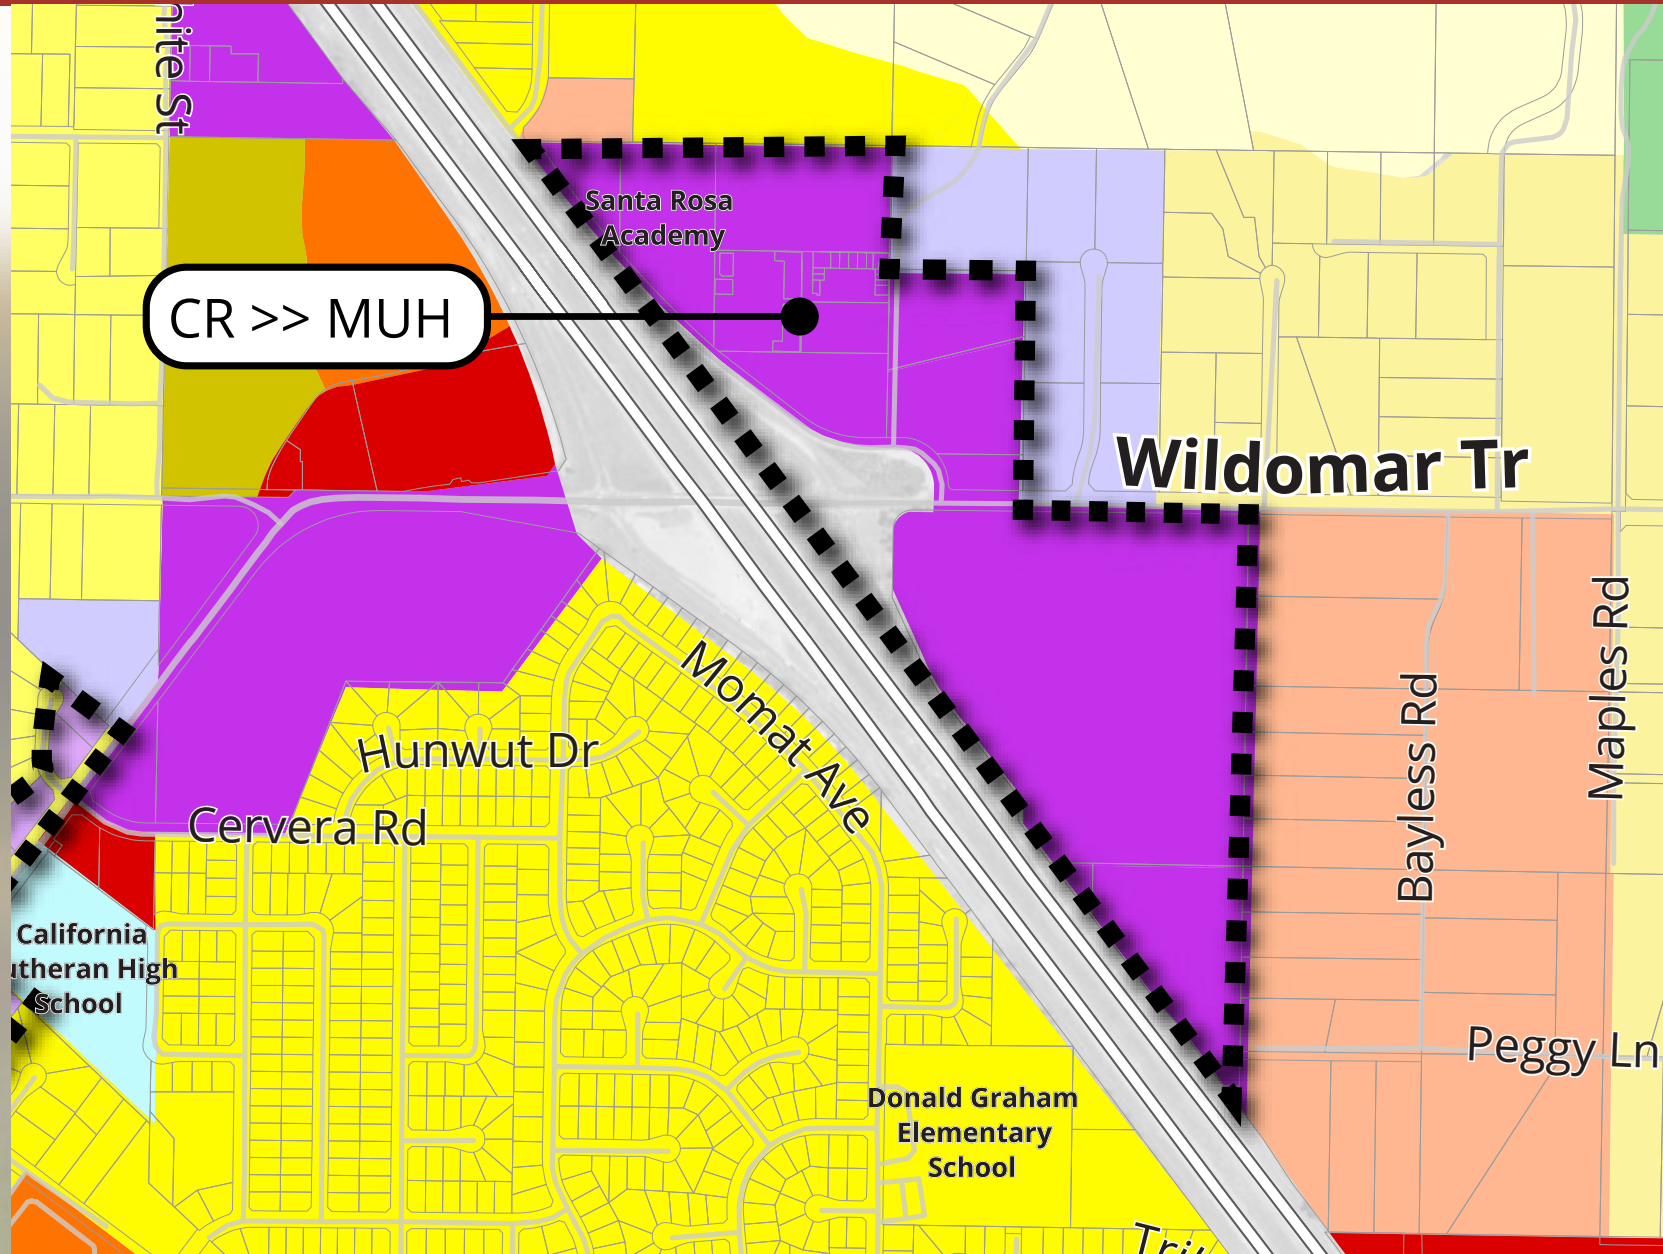 nite St
Santa Rosa
Academy
CR >> MUH
Wildomar Tr
Momat Ave
Hunwut Dr
Cervera Rd
Bayless Rd
Maples Rd
California
utheran High
School
Peggy Ln
Donald Graham
Elementary
School